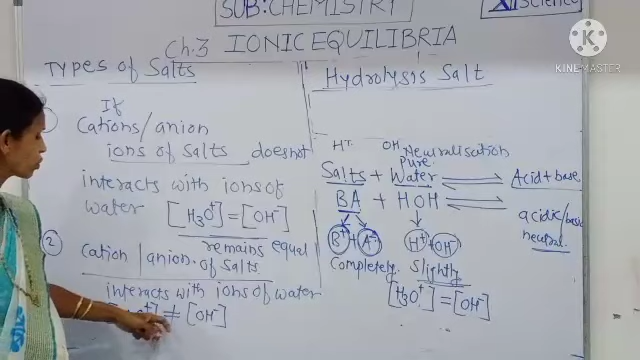 SUB: CHEMISTRY
XII Science
Ch.3 IONIC EQUILIBRIA
KINEMASTER
Types of Salts
If
Cations/anion
ions of salts doesnot
interacts with ions of
water [H3O+] = [OH-]
remains equal
2 Cation/anion of salts
interacts with ions of water
≠ [OH-]
Hydrolysis Salt
H+ OH- Neutralisation
Pure
Salts + Water ⇌ Acid + base
BA + HOH ⇌ acidic/basic
neutral
B+ + A- H+ + OH-
Completely Slightly
[H3O+] = [OH-]